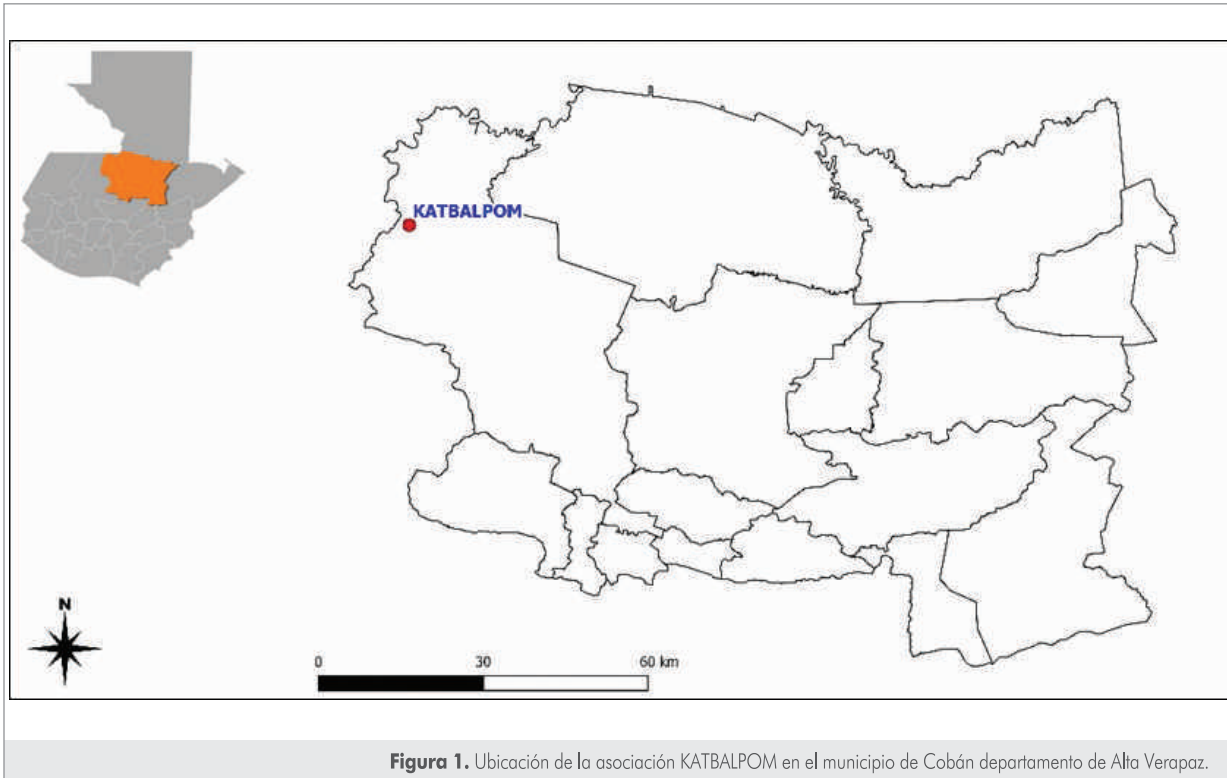 KATBALPOM
N
0 30 60 km
Figura 1. Ubicación de la asociación KATBALPOM en el municipio de Cobán departamento de Alta Verapaz.